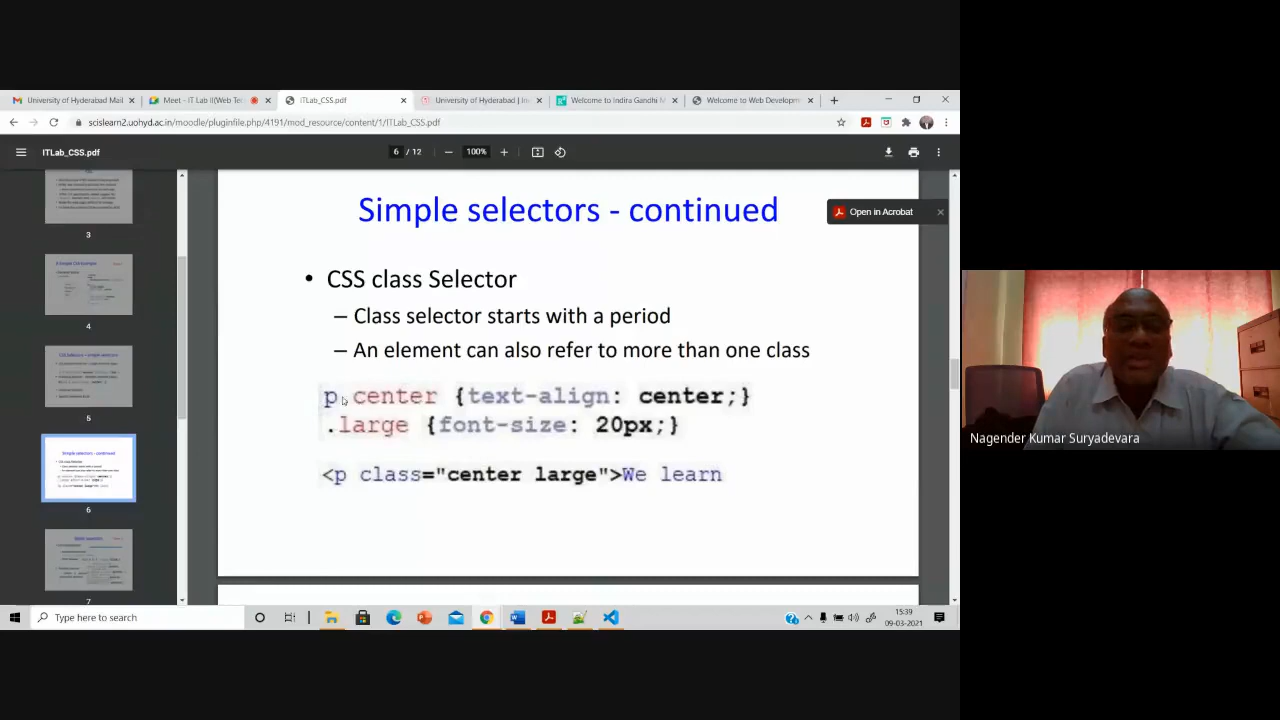 University of Hyderabad Mail
Meet - IT Lab II(Web Te
ITLab_CSS.pdf
University of Hyderabad | In
Welcome to Indira Gandhi M
Welcome to Web Developm
scislearn2.uohyd.ac.in/moodle/pluginfile.php/4191/mod_resource/content/1/ITLab_CSS.pdf
ITLab_CSS.pdf
6 / 12
100%
Open in Acrobat
3
4
5
6
7
Simple selectors - continued
• CSS class Selector
– Class selector starts with a period
– An element can also refer to more than one class
p.center {text-align: center;}
.large {font-size: 20px;}
<p class="center large">We learn
Nagender Kumar Suryadevara
Type here to search
15:39
09-03-2021